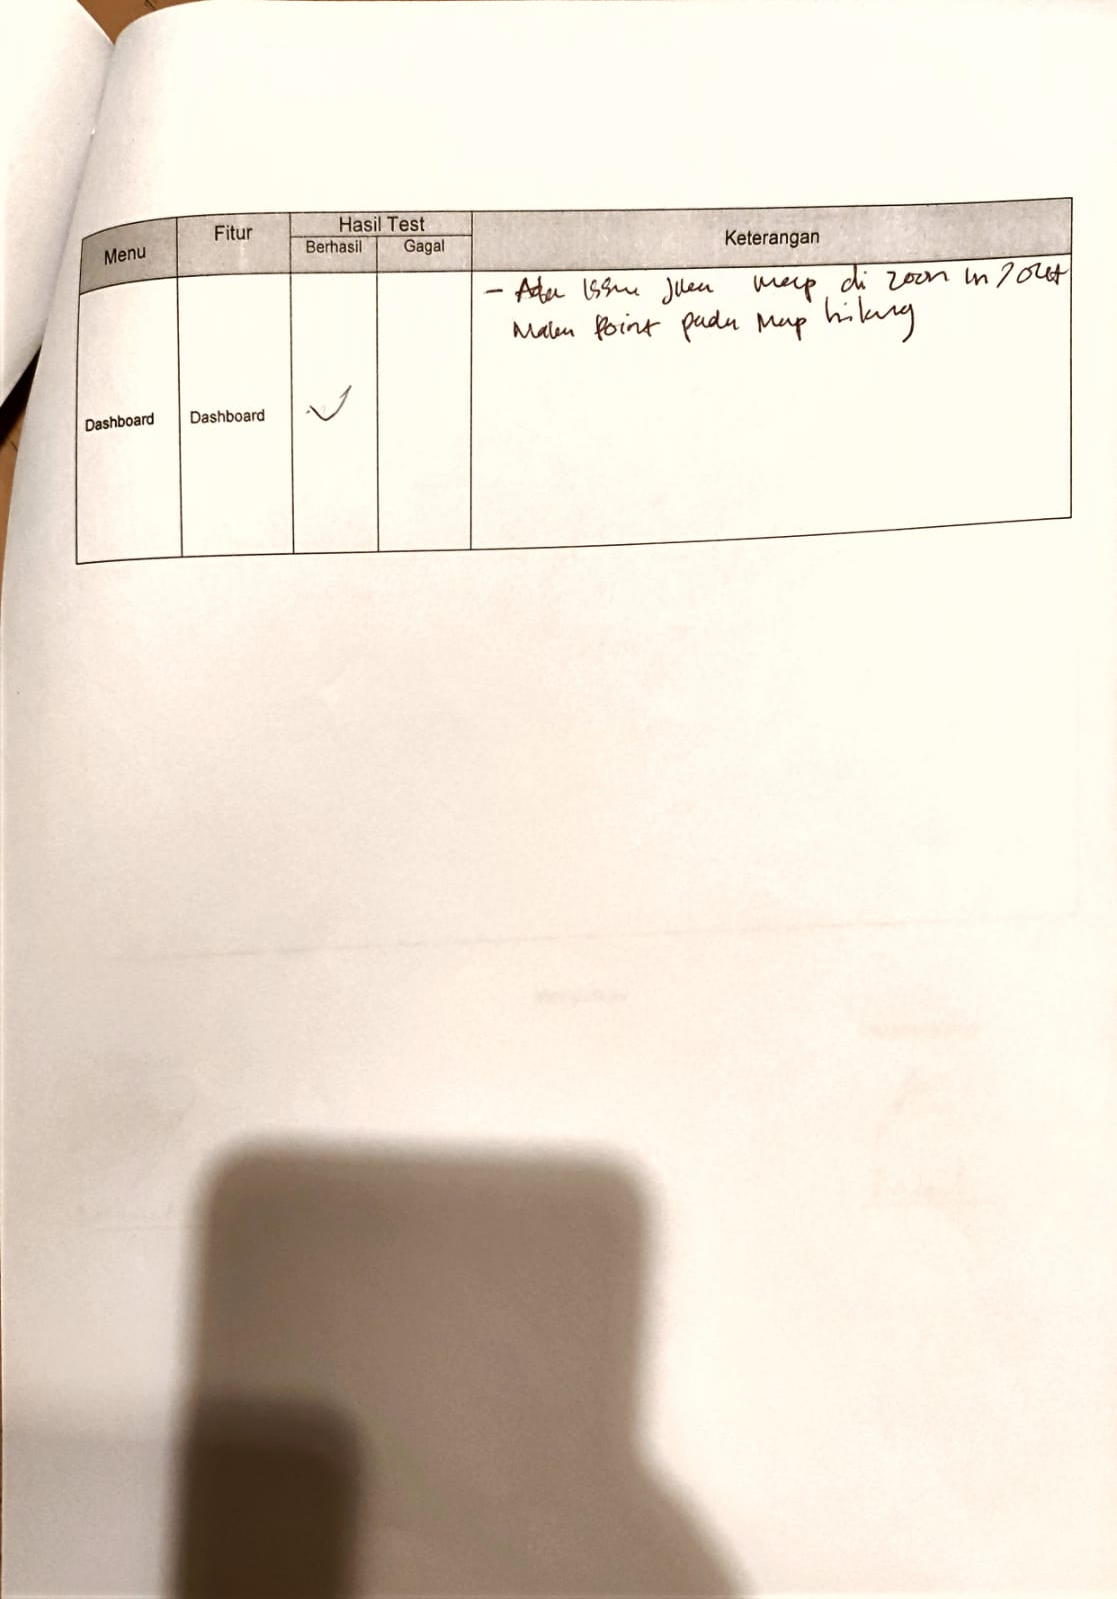 Menu Fitur Hasil Test Keterangan
Berhasil Gagal
Dashboard Dashboard
- Ada issue jika map di zoom in/out
Maka point pada Map hilang